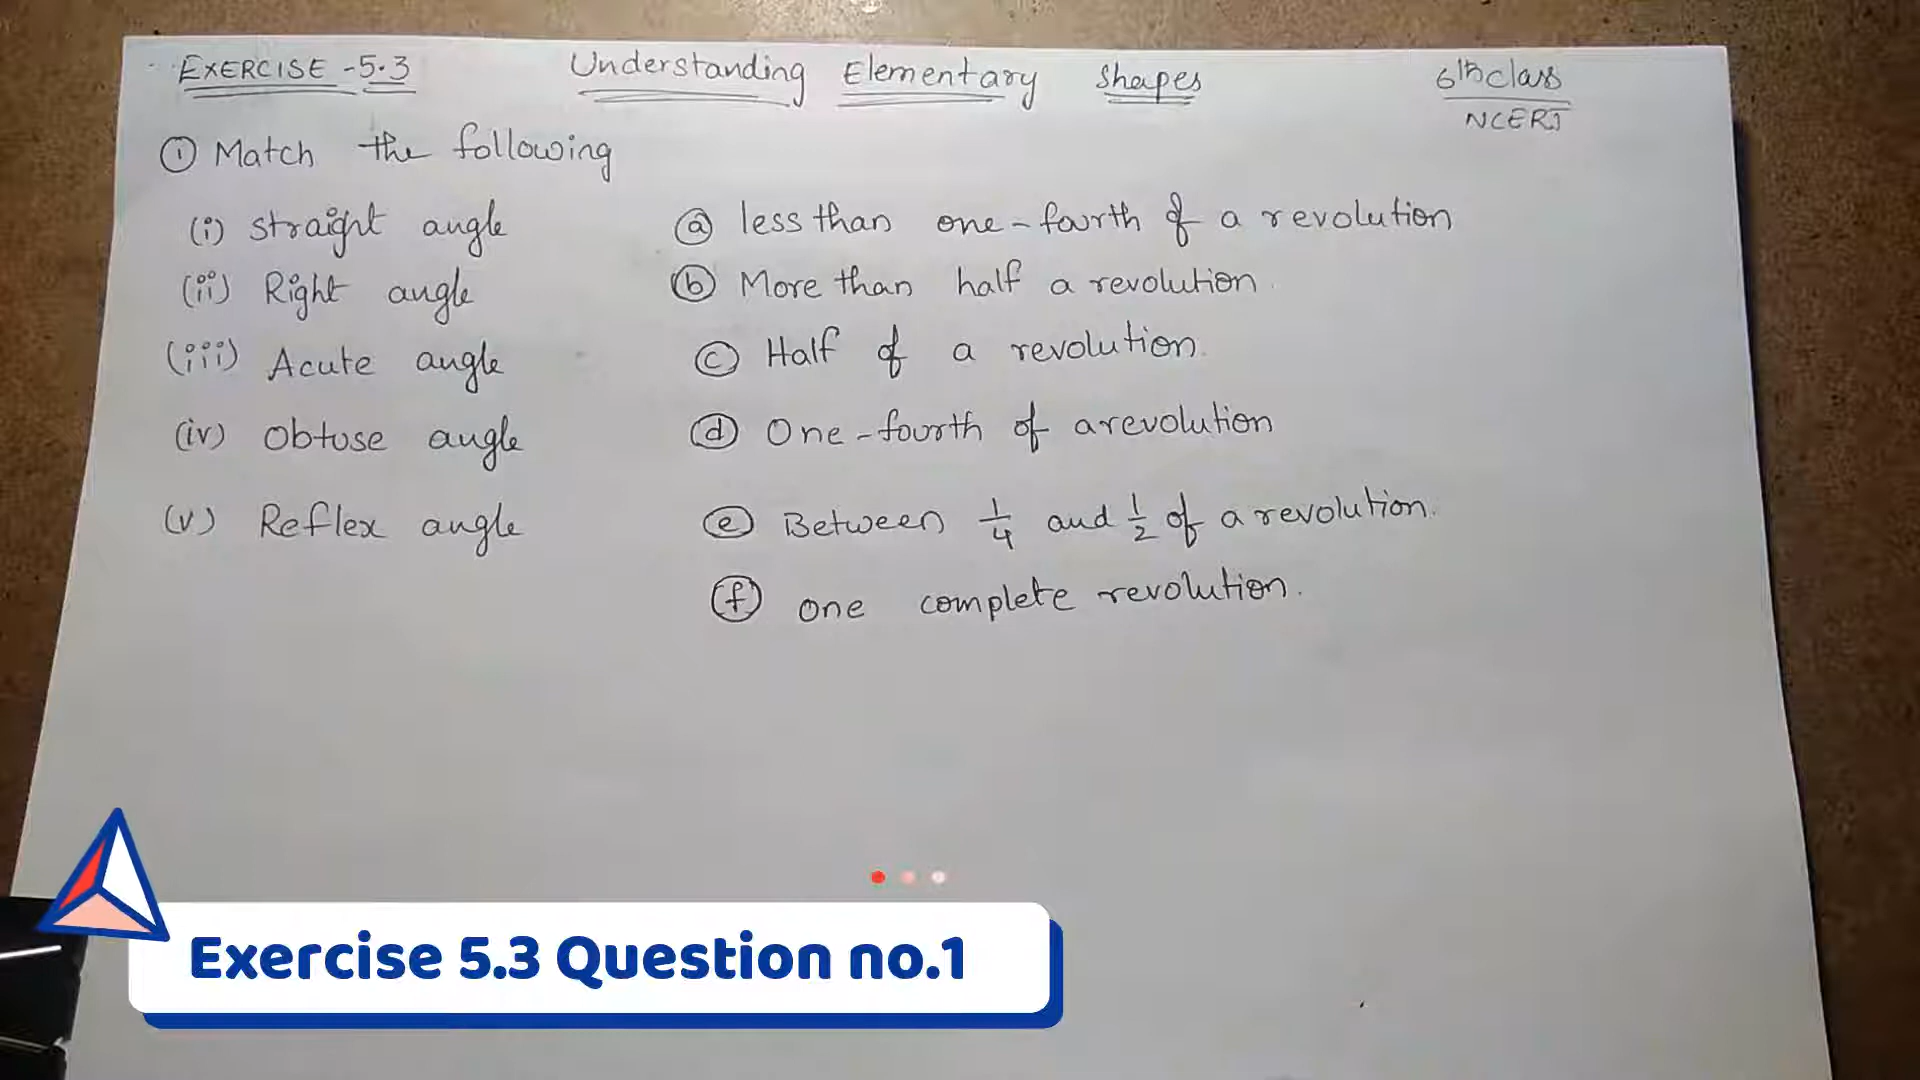 EXERCISE -5.3 Understanding Elementary shapes 6th class
NCERT
① Match the following
(i) straight angle ⓐ less than one-fourth of a revolution
(ii) Right angle ⓑ More than half a revolution.
(iii) Acute angle ⓒ Half of a revolution.
(iv) Obtuse angle ⓓ One-fourth of a revolution
(v) Reflex angle ⓔ Between 1/4 and 1/2 of a revolution.
ⓕ one complete revolution.
Exercise 5.3 Question no.1